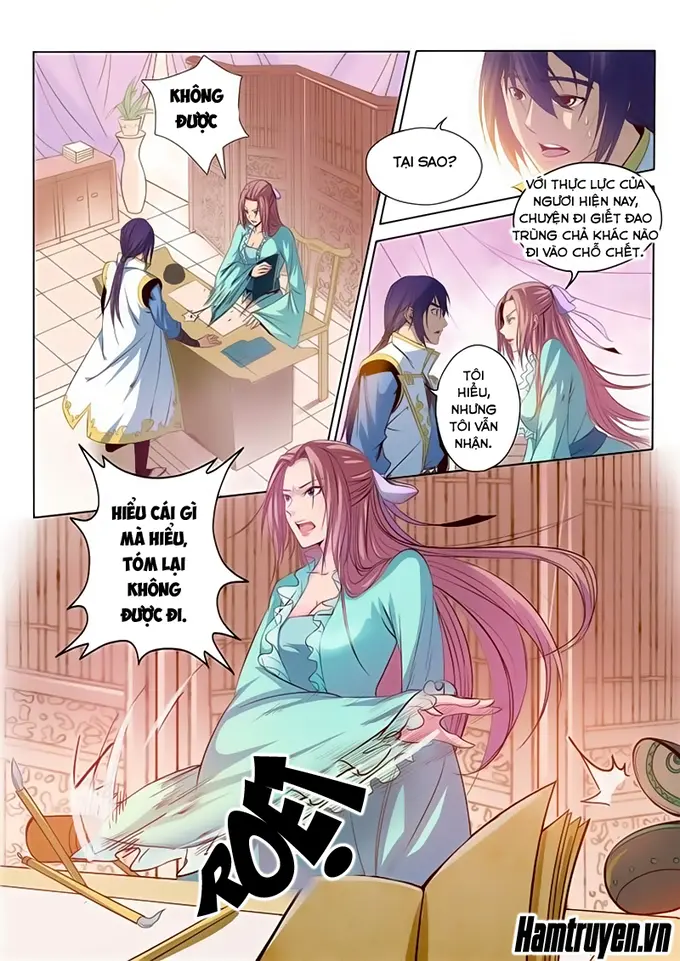 KHÔNG
ĐƯỢC
TẠI SAO?
VỚI THỰC LỰC CỦA
NGƯƠI HIỆN NAY,
CHUYỆN ĐI GIẾT ĐAO
TRÙNG CHẢ KHÁC NÀO
ĐI VÀO CHỖ CHẾT.
TÔI
HIỂU,
NHƯNG
TÔI VẪN
NHẬN.
HIỂU CÁI GÌ
MÀ HIỂU,
TÓM LẠI
KHÔNG
ĐƯỢC ĐI.
ROẸT!
Hamtruyen.vn